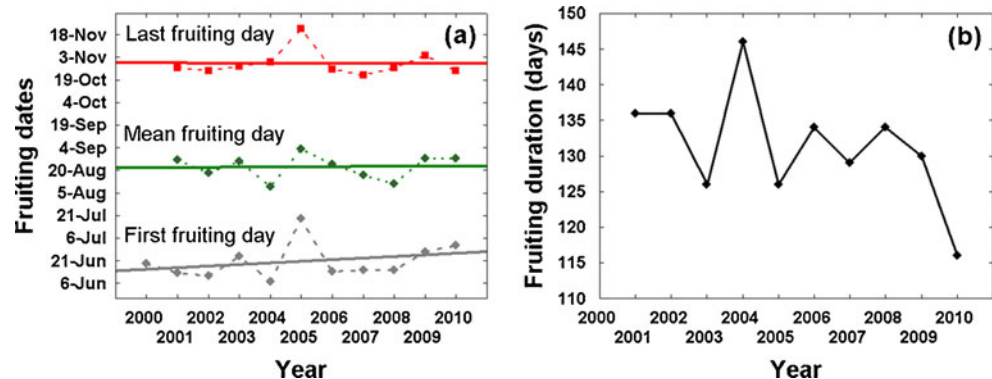 (a)
Last fruiting day
Mean fruiting day
First fruiting day
Fruiting dates
18-Nov
3-Nov
19-Oct
4-Oct
19-Sep
4-Sep
20-Aug
5-Aug
21-Jul
6-Jul
21-Jun
6-Jun
2000 2002 2004 2006 2008 2010
2001 2003 2005 2007 2009
Year
(b)
Fruiting duration (days)
150
145
140
135
130
125
120
115
110
2000 2002 2004 2006 2008 2010
2001 2003 2005 2007 2009
Year